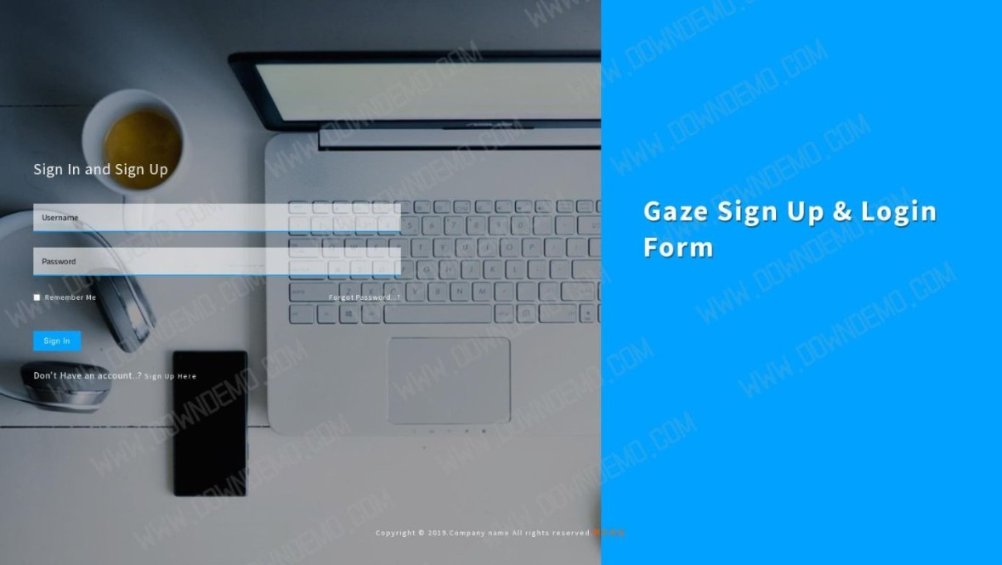 Sign In and Sign Up
Username
Password
Remember Me
Forgot Password..?
Sign In
Don't Have an account..? Sign Up Here
Gaze Sign Up & Login
Form
Copyright © 2019.Company name All rights reserved.
WWW.DOWNDEMO.COM